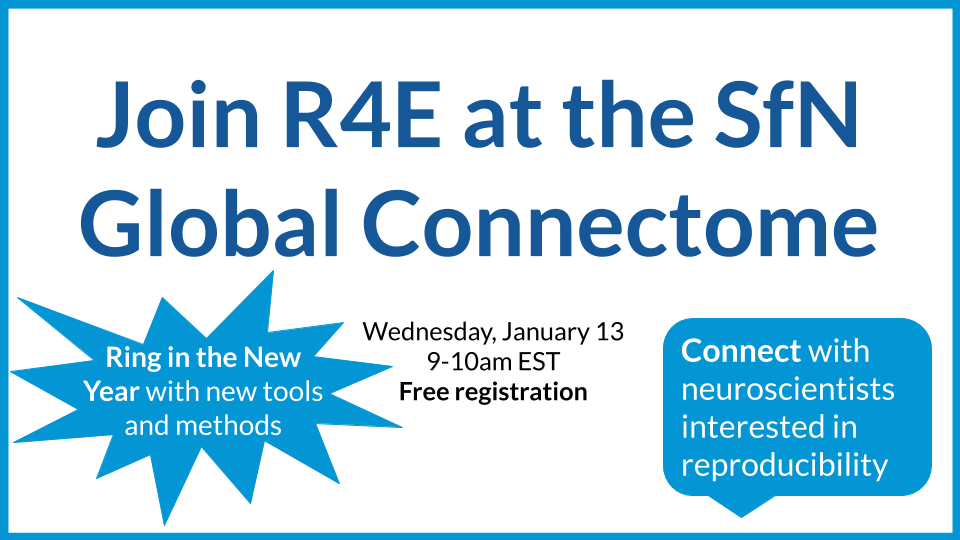 Join R4E at the SfN
Global Connectome
Ring in the New
Year with new tools
and methods
Wednesday, January 13
9-10am EST
Free registration
Connect with
neuroscientists
interested in
reproducibility